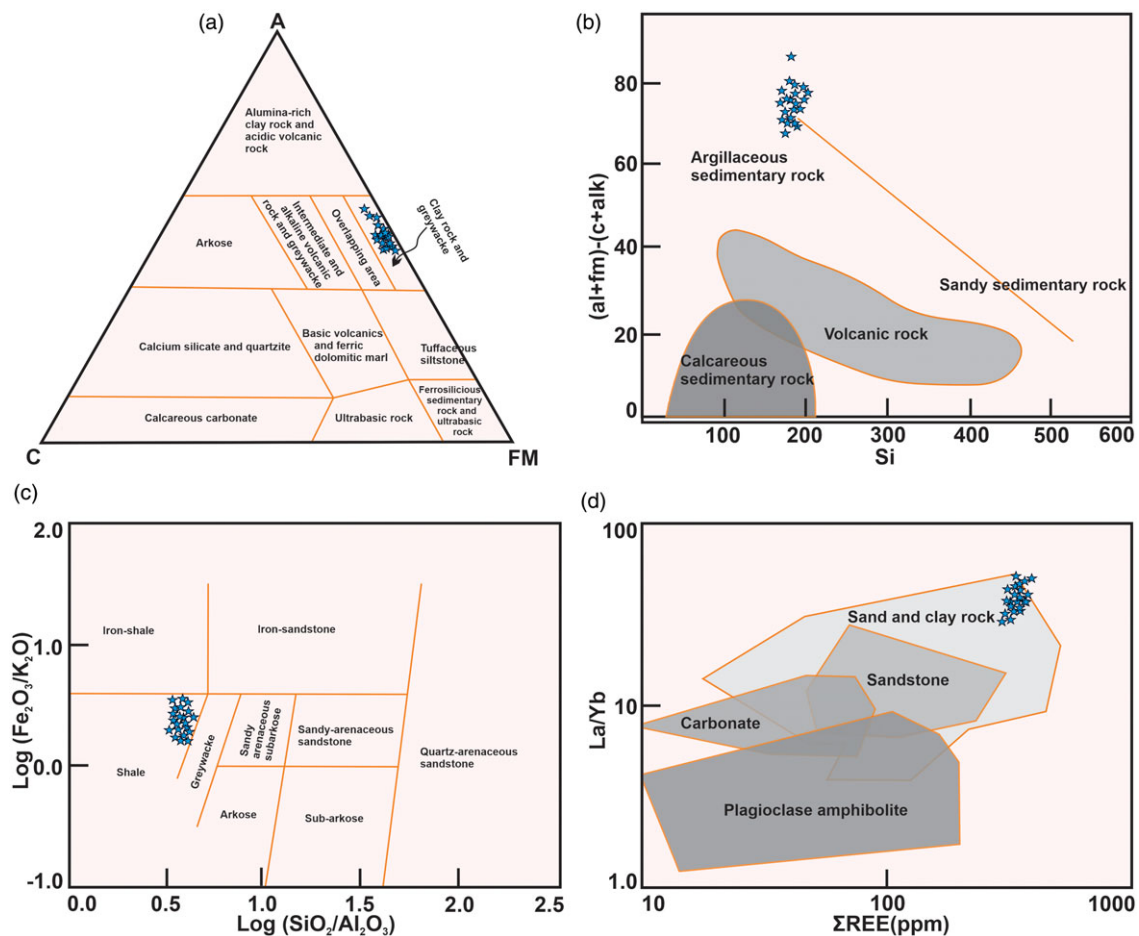 (a)
A
Alumina-rich
clay rock and
acidic volcanic
rock
Arkose
Intermediate and
alkaline volcanic
rock and greywacke
Overlapping area
Clay rock and
greywacke
Calcium silicate and quartzite
Basic volcanics
and ferric
dolomitic marl
Tuffaceous
siltstone
Calcareous carbonate
Ultrabasic rock
Ferrosilicious
sedimentary
rock and
ultrabasic
rock
C
FM
(b)
(al+fm)-(c+alk)
80
60
40
20
0
Argillaceous
sedimentary rock
Sandy sedimentary rock
Volcanic rock
Calcareous
sedimentary rock
100 200 300 400 500 600
Si
(c)
Log (Fe₂O₃/K₂O)
2.0
1.0
0.0
-1.0
Iron-shale
Iron-sandstone
Shale
Greywacke
Sandy
arenaceous
subarkose
Sandy-arenaceous
sandstone
Quartz-arenaceous
sandstone
Arkose
Sub-arkose
0.0 0.5 1.0 1.5 2.0 2.5
Log (SiO₂/Al₂O₃)
(d)
La/Yb
100
10
1.0
Sand and clay rock
Sandstone
Carbonate
Plagioclase amphibolite
10 100 1000
ΣREE(ppm)